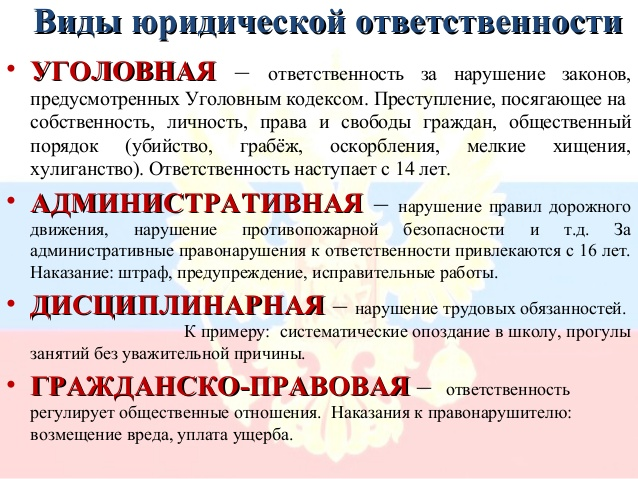 Виды юридической ответственности
• УГОЛОВНАЯ – ответственность за нарушение законов,
предусмотренных Уголовным кодексом. Преступление, посягающее на
собственность, личность, права и свободы граждан, общественный
порядок (убийство, грабёж, оскорбления, мелкие хищения,
хулиганство). Ответственность наступает с 14 лет.
• АДМИНИСТРАТИВНАЯ – нарушение правил дорожного
движения, нарушение противопожарной безопасности и т.д. За
административные правонарушения к ответственности привлекаются с 16 лет.
Наказание: штраф, предупреждение, исправительные работы.
• ДИСЦИПЛИНАРНАЯ – нарушение трудовых обязанностей.
К примеру: систематические опоздание в школу, прогулы
занятий без уважительной причины.
• ГРАЖДАНСКО-ПРАВОВАЯ – ответственность
регулирует общественные отношения. Наказания к правонарушителю:
возмещение вреда, уплата ущерба.